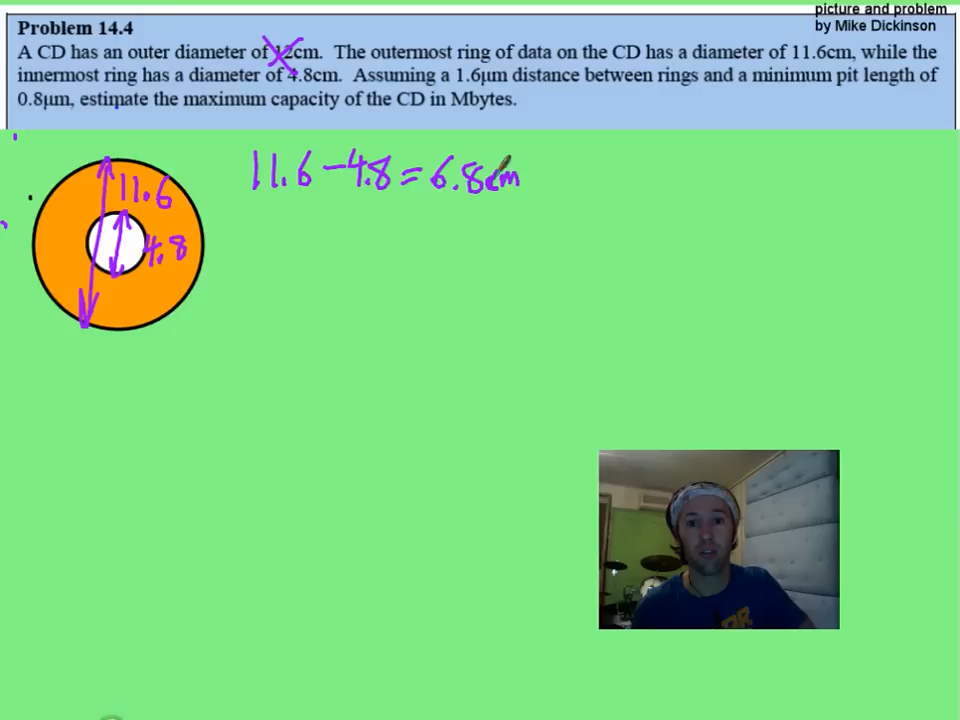 picture and problem
by Mike Dickinson
Problem 14.4
A CD has an outer diameter of 12cm. The outermost ring of data on the CD has a diameter of 11.6cm, while the
innermost ring has a diameter of 4.8cm. Assuming a 1.6μm distance between rings and a minimum pit length of
0.8μm, estimate the maximum capacity of the CD in Mbytes.
11.6 - 4.8 = 6.8cm
11.6
4.8